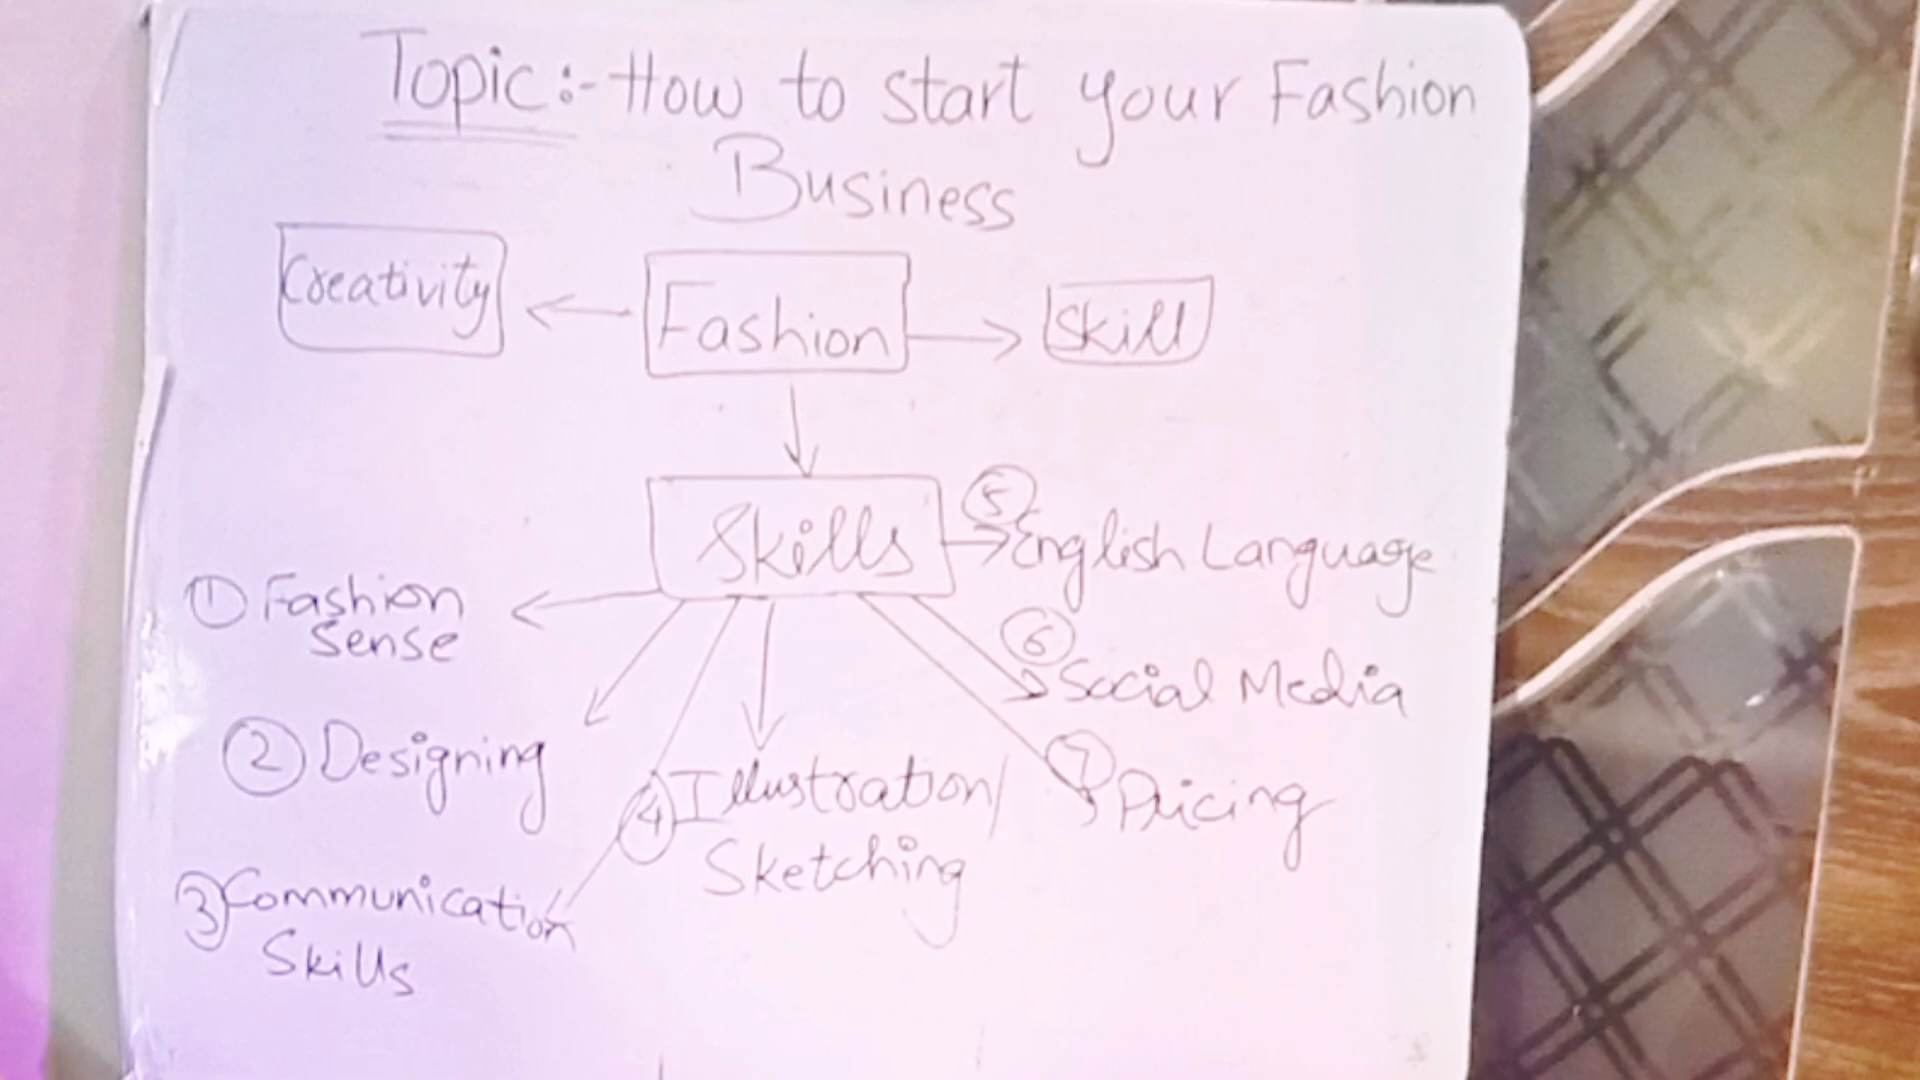 Topic:- How to start your Fashion
Business
Creativity
Fashion
Skill
Skills
① Fashion
Sense
② Designing
③ Communication
Skills
④ Illustration/
Sketching
⑤ English Language
⑥ Social Media
⑦ Pricing